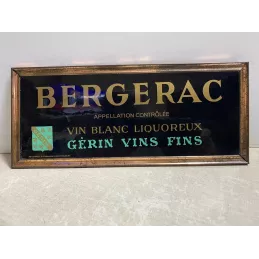 BERGERAC
APPELLATION CONTRÔLÉE
VIN BLANC LIQUOREUX
GÉRIN VINS FINS